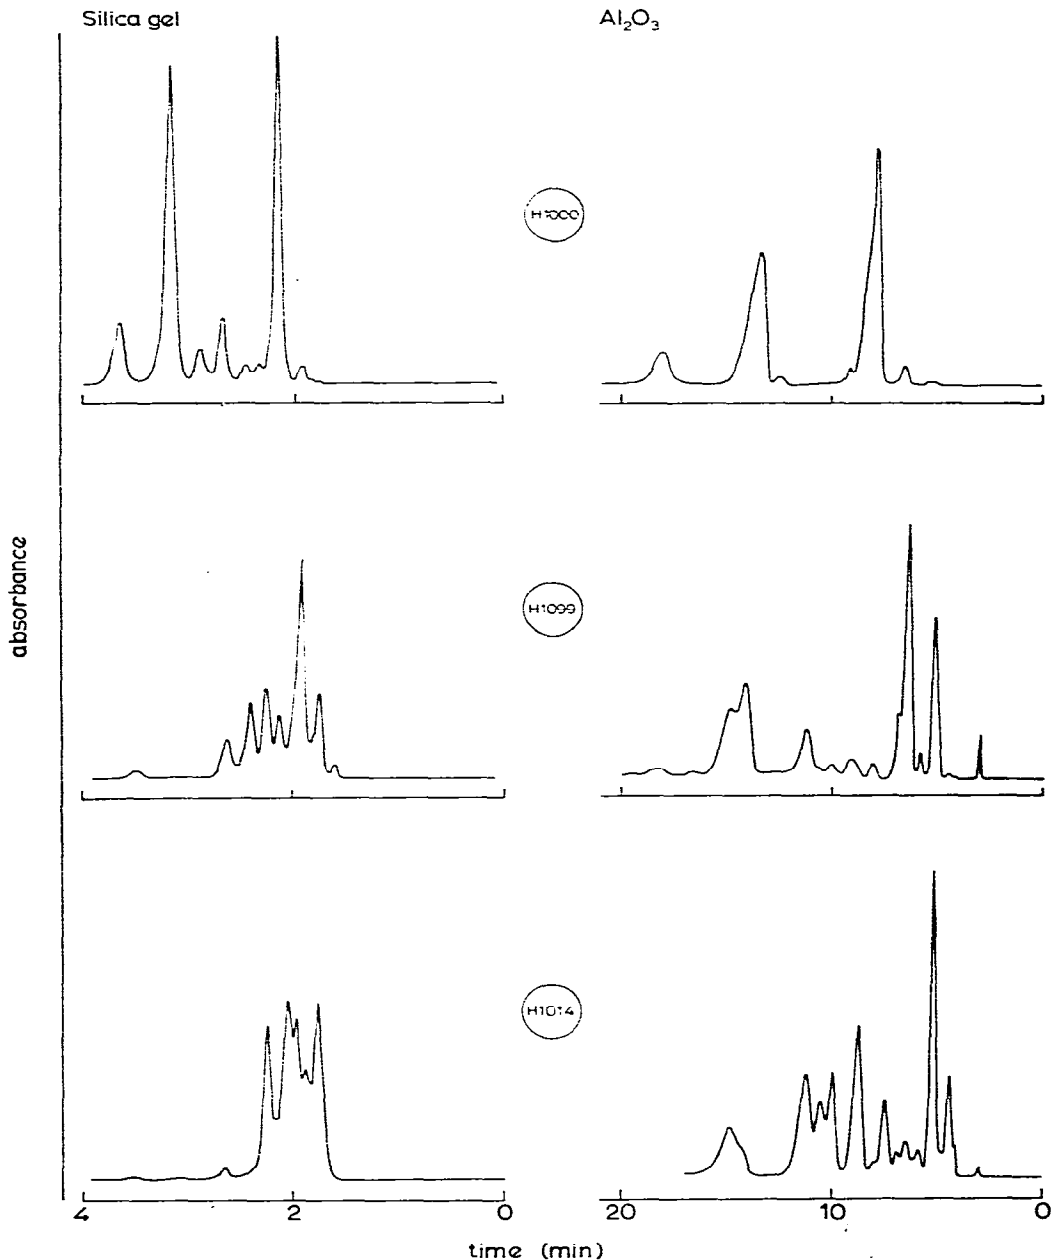 Silica gel
Al₂O₃
H1000
H1099
H1014
absorbance
4 2 0
20 10 0
time (min)